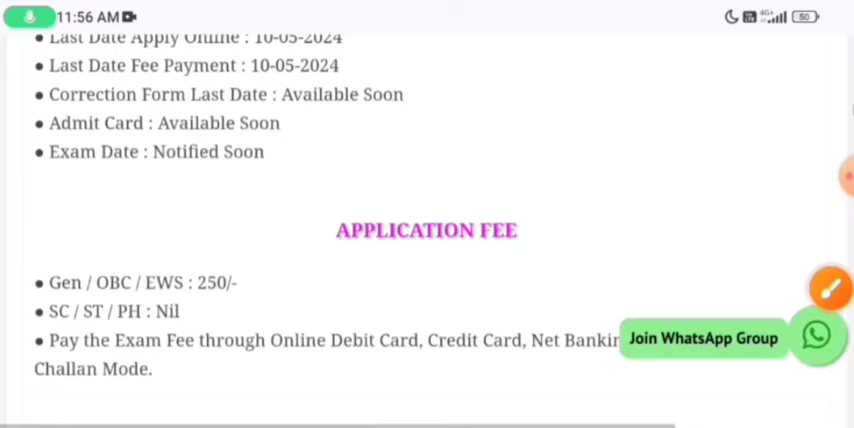 11:56 AM
4G+
50
• Last Date Apply Online : 10-05-2024
• Last Date Fee Payment : 10-05-2024
• Correction Form Last Date : Available Soon
• Admit Card : Available Soon
• Exam Date : Notified Soon
APPLICATION FEE
• Gen / OBC / EWS : 250/-
• SC / ST / PH : Nil
• Pay the Exam Fee through Online Debit Card, Credit Card, Net
Join WhatsApp Group
Challan Mode.